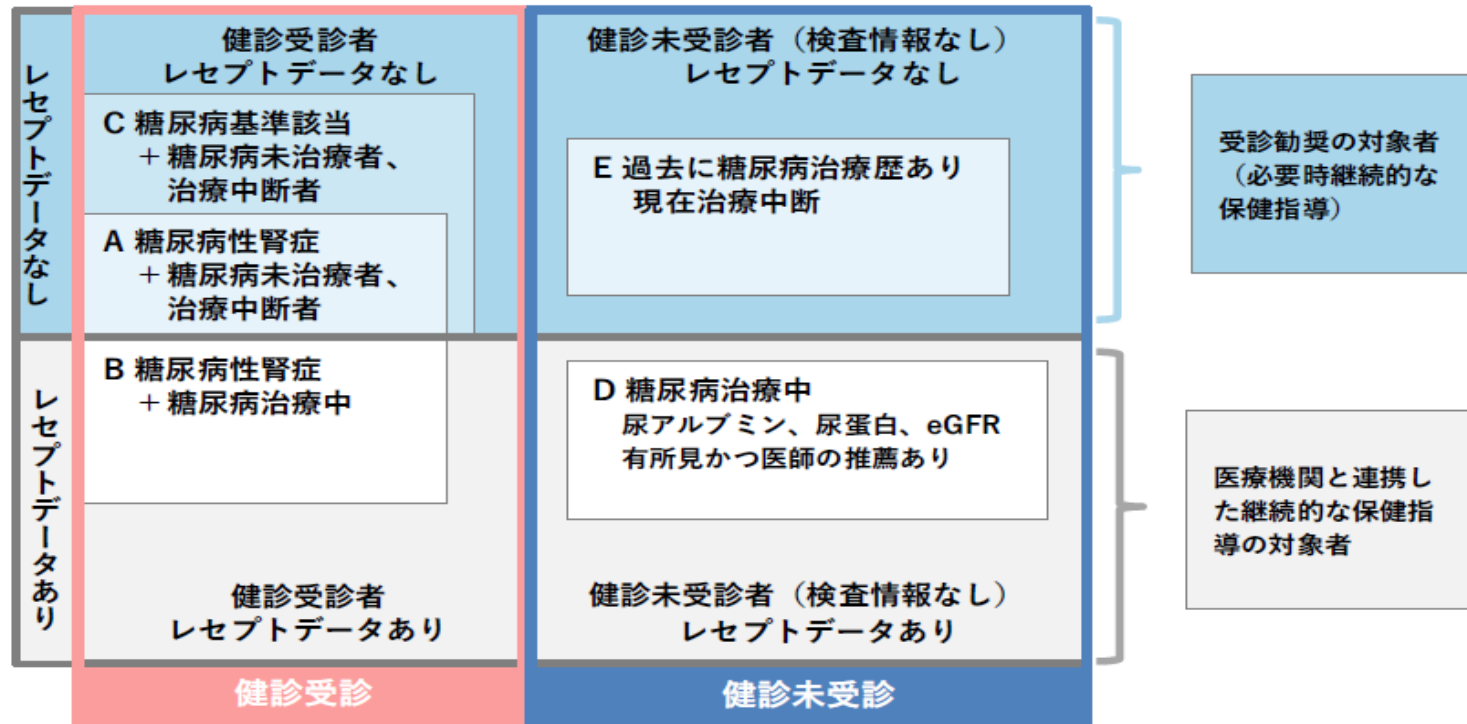 レセプトデータなし
健診受診者
レセプトデータなし
C 糖尿病基準該当
＋糖尿病未治療者、
治療中断者
A 糖尿病性腎症
＋糖尿病未治療者、
治療中断者
健診未受診者（検査情報なし）
レセプトデータなし
E 過去に糖尿病治療歴あり
現在治療中断
受診勧奨の対象者
（必要時継続的な
保健指導）
レセプトデータあり
B 糖尿病性腎症
＋糖尿病治療中
健診受診者
レセプトデータあり
D 糖尿病治療中
尿アルブミン、尿蛋白、eGFR
有所見かつ医師の推薦あり
健診未受診者（検査情報なし）
レセプトデータあり
医療機関と連携し
た継続的な保健指
導の対象者
健診受診
健診未受診